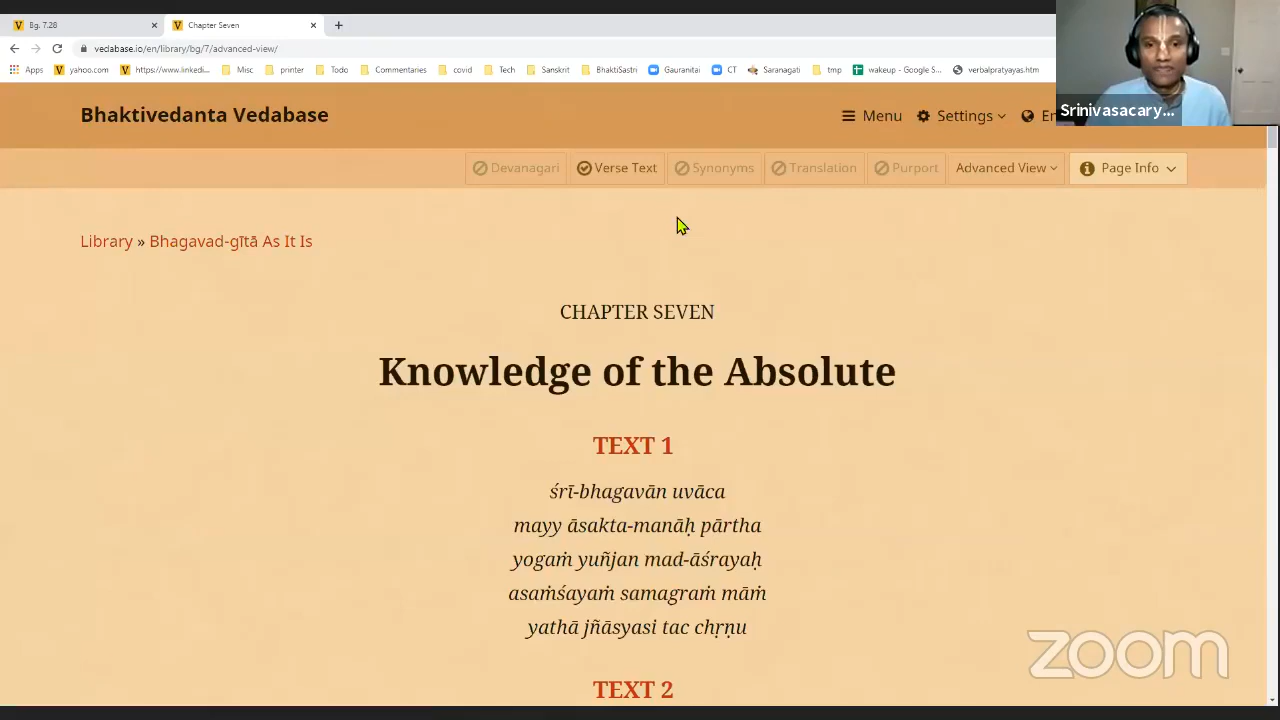 Bg. 7.28
Chapter Seven
vedabase.io/en/library/bg/7/advanced-view/
Apps yahoo.com https://www.linkedi... Misc printer Todo Commentaries covid Tech Sanskrit BhaktiSastri Gauranitai CT Saranagati tmp wakeup - Google S... verbalpratyayas.htm
Srinivasacary...
Bhaktivedanta Vedabase
Menu Settings En
Devanagari Verse Text Synonyms Translation Purport Advanced View Page Info
Library » Bhagavad-gītā As It Is
CHAPTER SEVEN
Knowledge of the Absolute
TEXT 1
śrī-bhagavān uvāca
mayy āsakta-manāḥ pārtha
yogaṁ yuñjan mad-āśrayaḥ
asaṁśayaṁ samagraṁ māṁ
yathā jñāsyasi tac chṛṇu
TEXT 2
zoom